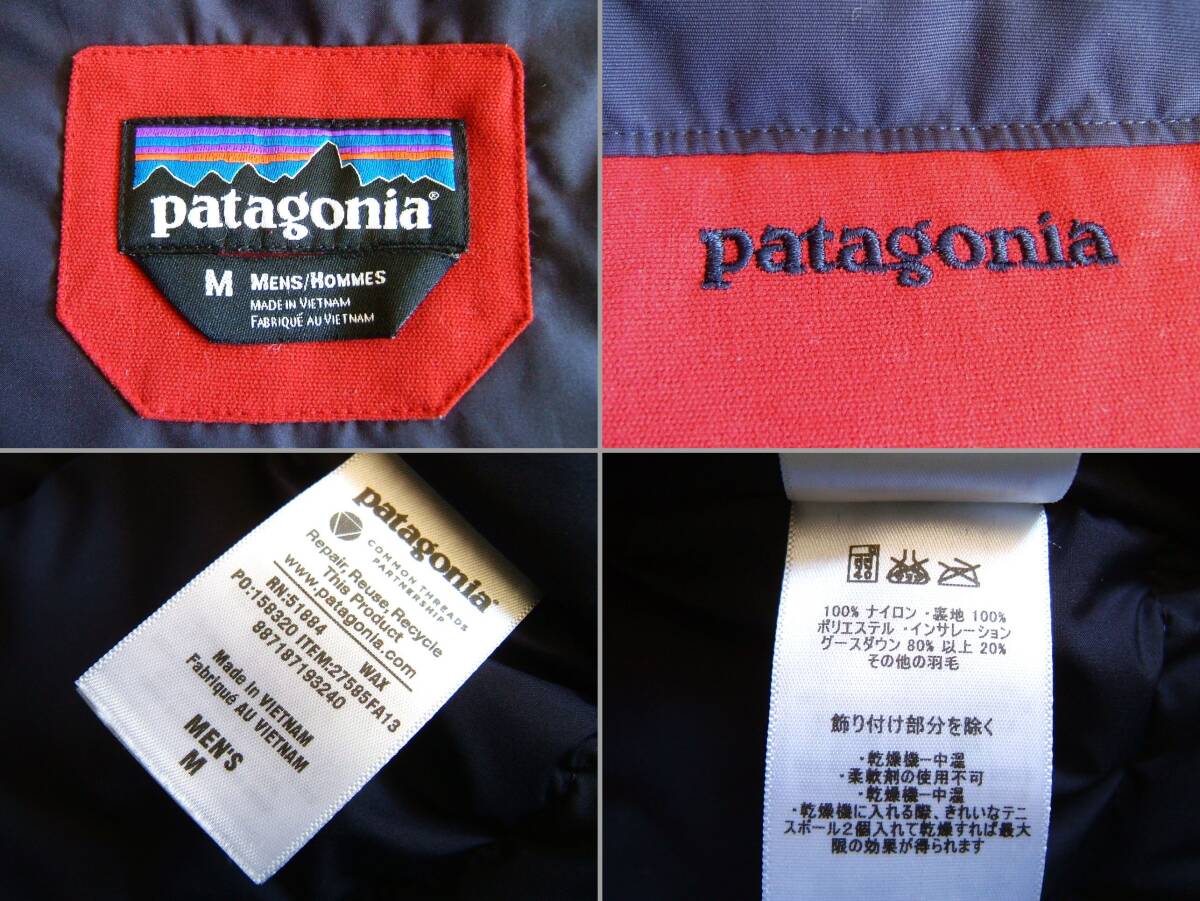 patagonia®
M MENS/HOMMES
MADE IN VIETNAM
FABRIQUÉ AU VIETNAM
patagonia
patagonia®
COMMON THREADS
PARTNERSHIP
Repair, Reuse, Recycle
This Product
www.patagonia.com
RN:51884 WAX
PO:158320 ITEM:27585FA13
887187193240
Made in VIETNAM
Fabriqué AU VIETNAM
MEN'S
M
40
100% ナイロン・裏地 100%
ポリエステル・インサレーション
グースダウン 80% 以上 20%
その他の羽毛
飾り付け部分を除く
・乾燥機ー中温
・柔軟剤の使用不可
・乾燥機ー中温
・乾燥機に入れる際、きれいなテニ
スボール2個入れて乾燥すれば最大
限の効果が得られます